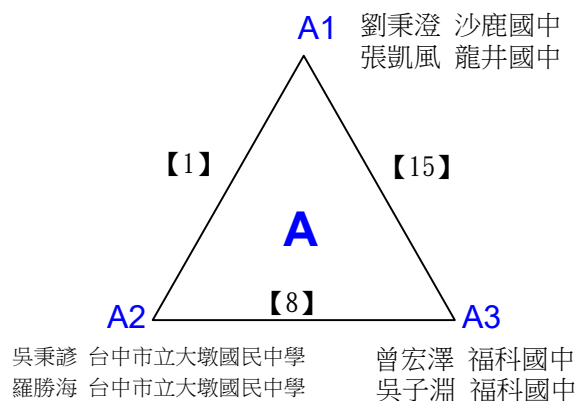 A1
劉秉澄 沙鹿國中
張凱風 龍井國中
【1】
【15】
A
【8】
A2
A3
吳秉諺 台中市立大墩國民中學
羅勝海 台中市立大墩國民中學
曾宏澤 福科國中
吳子淵 福科國中